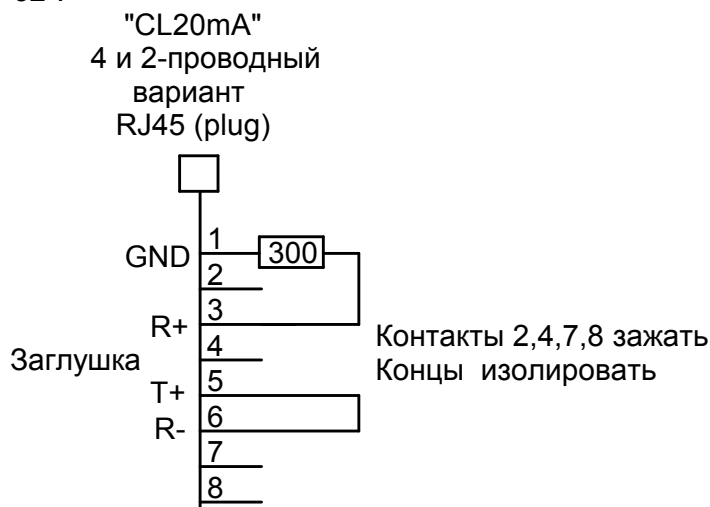 "CL20mA"
4 и 2-проводный
вариант
RJ45 (plug)
1
GND
300
2
3
R+
Контакты 2,4,7,8 зажать
4
Заглушка
Концы изолировать
5
T+
6
R-
7
8